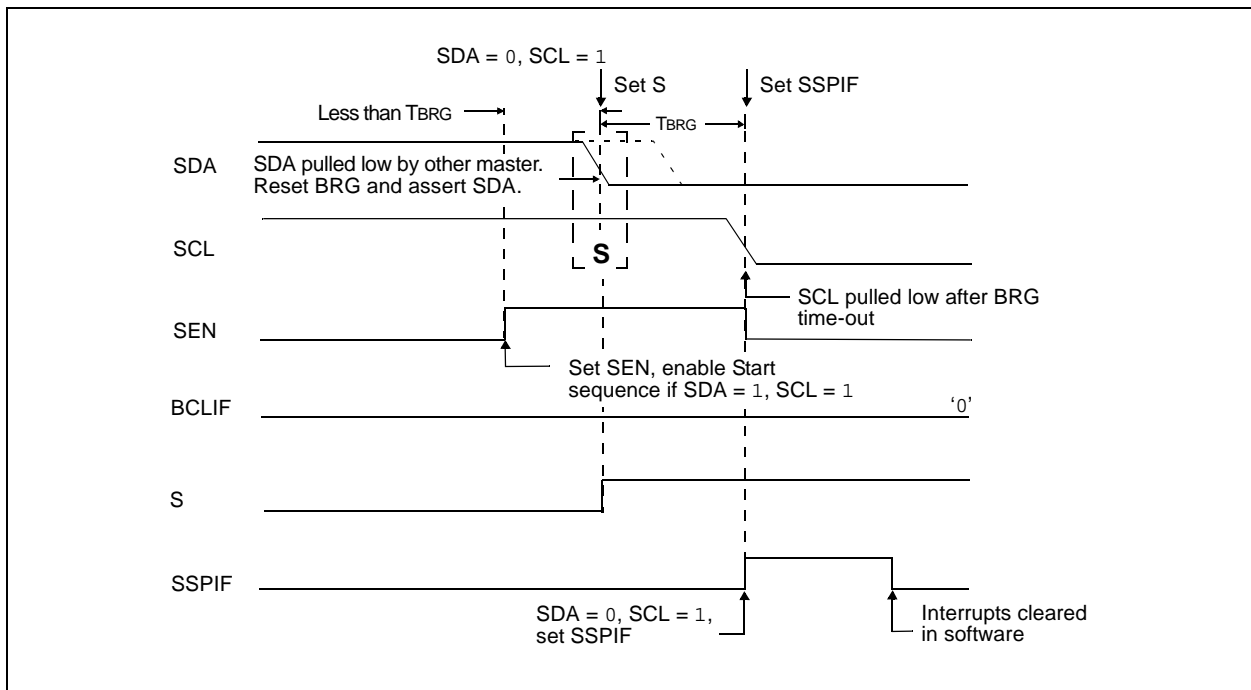 SDA = 0, SCL = 1
Set S
Set SSPIF
Less than TBRG
TBRG
SDA
SDA pulled low by other master.
Reset BRG and assert SDA.
SCL
S
SCL pulled low after BRG
time-out
SEN
Set SEN, enable Start
sequence if SDA = 1, SCL = 1
BCLIF
‘0’
S
SSPIF
SDA = 0, SCL = 1,
set SSPIF
Interrupts cleared
in software